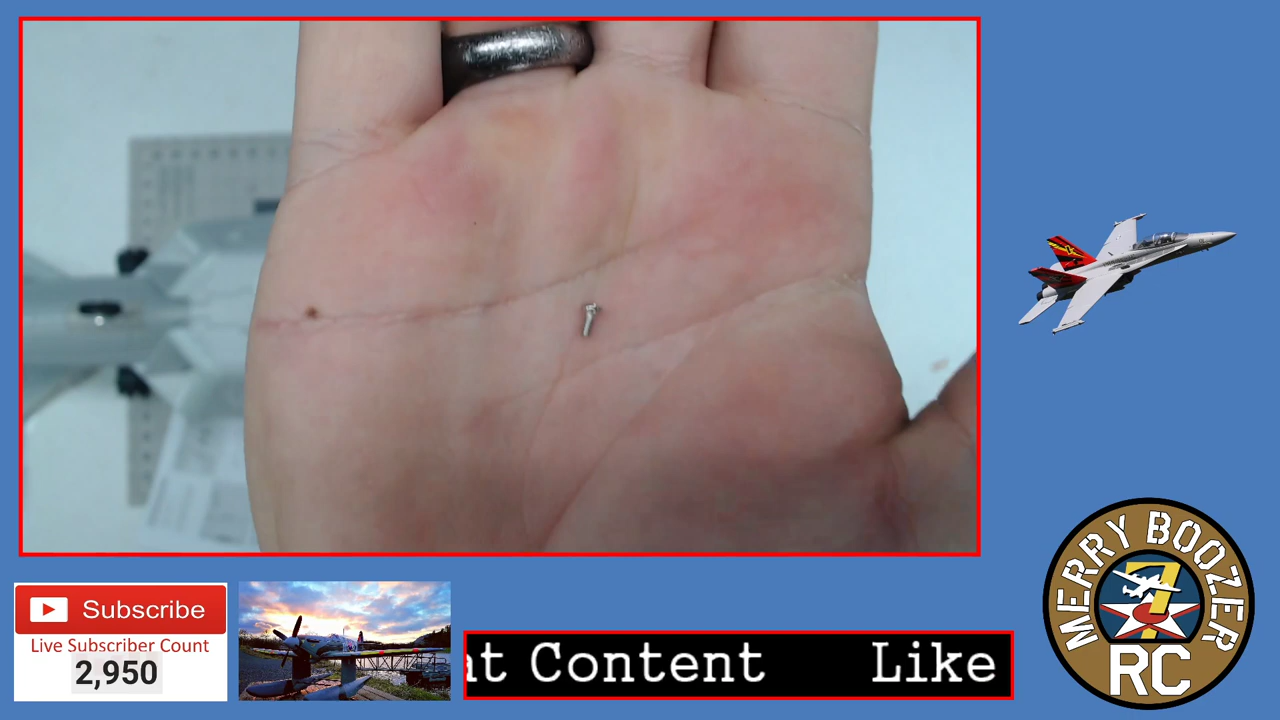 Subscribe
Live Subscriber Count
2,950
at Content Like
MERRY BOOZER
7
RC